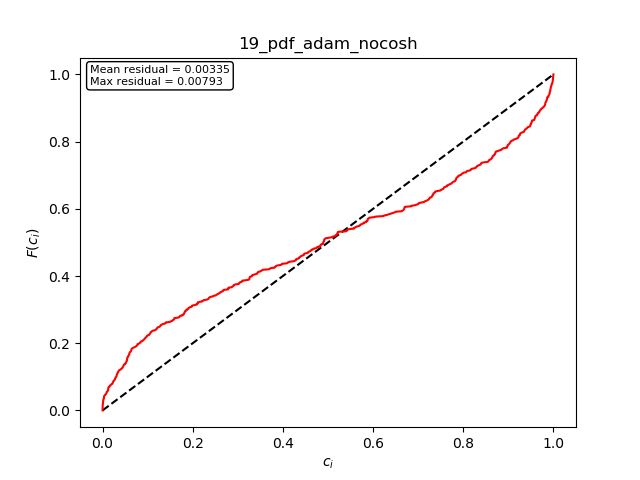 19_pdf_adam_nocosh
Mean residual = 0.00335
Max residual = 0.00793
1.0
0.8
0.6
0.4
0.2
0.0
F(c_i)
0.0 0.2 0.4 0.6 0.8 1.0
c_i